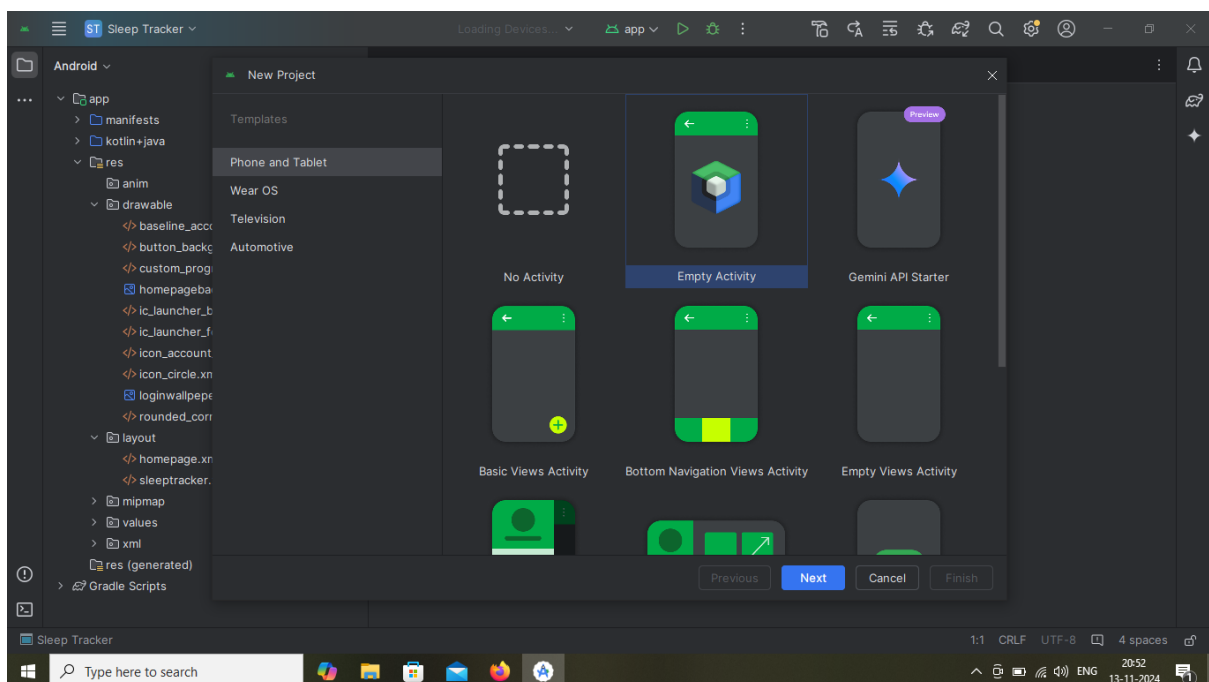 ST Sleep Tracker
Loading Devices...
app
Android
New Project
app
manifests
kotlin+java
res
anim
drawable
baseline_acco
button_backg
custom_prog
homepageba
ic_launcher_b
ic_launcher_f
icon_account
icon_circle.xn
loginwallpepe
rounded_corr
layout
homepage.xn
sleeptracker.
mipmap
values
xml
res (generated)
Gradle Scripts
Templates
Phone and Tablet
Wear OS
Television
Automotive
Preview
No Activity
Empty Activity
Gemini API Starter
Basic Views Activity
Bottom Navigation Views Activity
Empty Views Activity
Previous
Next
Cancel
Finish
Sleep Tracker
1:1 CRLF UTF-8 4 spaces
Type here to search
ENG
20:52
13-11-2024
1